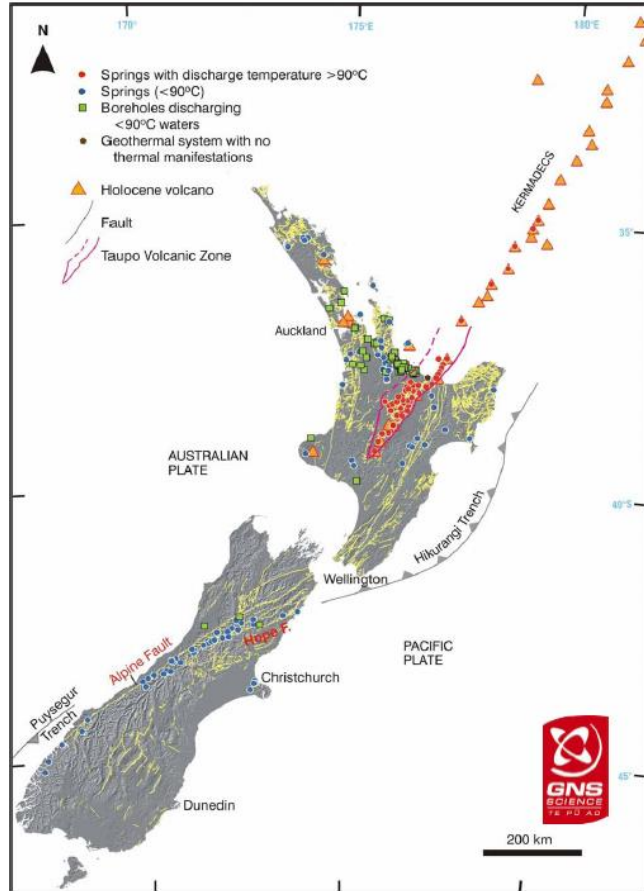 170°
175°E
180°E
N
Springs with discharge temperature >90°C
Springs (<90°C)
Boreholes discharging
<90°C waters
Geothermal system with no
thermal manifestations
Holocene volcano
Fault
Taupo Volcanic Zone
KERMADECS
35°
Auckland
AUSTRALIAN
PLATE
40°S
Hikurangi Trench
Wellington
Hope F.
PACIFIC
PLATE
Alpine Fault
Christchurch
Puysegur
Trench
45°
Dunedin
GNS
SCIENCE
TE PŪ AO
200 km